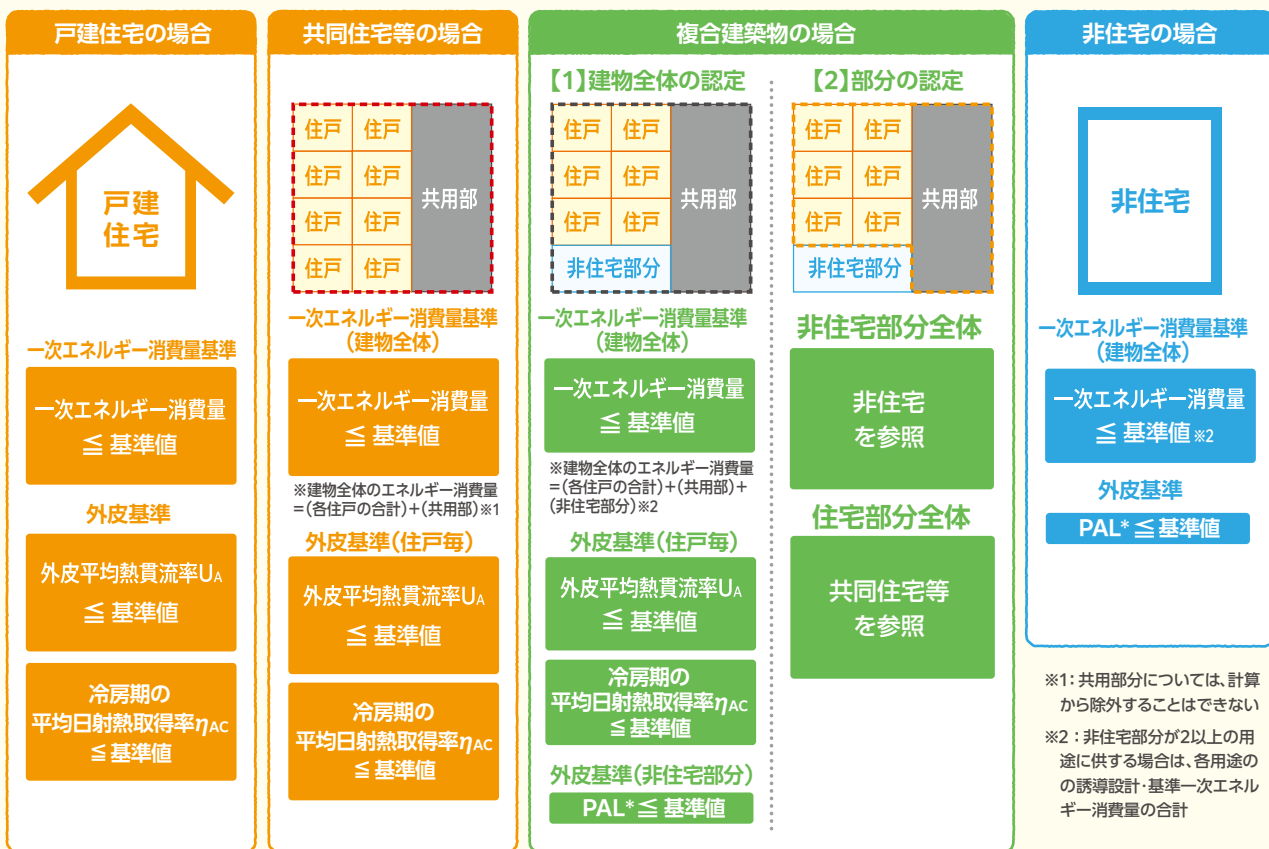 戸建住宅の場合
戸建
住宅
一次エネルギー消費量基準
一次エネルギー消費量
≦ 基準値
外皮基準
外皮平均熱貫流率UA
≦ 基準値
冷房期の
平均日射熱取得率ηAC
≦ 基準値
共同住宅等の場合
住戸 住戸
住戸 住戸
住戸 住戸
住戸 住戸
共用部
一次エネルギー消費量基準
（建物全体）
一次エネルギー消費量
≦ 基準値
※建物全体のエネルギー消費量
＝(各住戸の合計)＋(共用部)※1
外皮基準（住戸毎）
外皮平均熱貫流率UA
≦ 基準値
冷房期の
平均日射熱取得率ηAC
≦ 基準値
複合建築物の場合
【1】建物全体の認定
住戸 住戸
住戸 住戸
住戸 住戸
共用部
非住宅部分
一次エネルギー消費量基準
（建物全体）
一次エネルギー消費量
≦ 基準値
※建物全体のエネルギー消費量
＝(各住戸の合計)＋(共用部)＋
(非住宅部分)※2
外皮基準（住戸毎）
外皮平均熱貫流率UA
≦ 基準値
冷房期の
平均日射熱取得率ηAC
≦ 基準値
外皮基準（非住宅部分）
PAL* ≦ 基準値
【2】部分の認定
住戸 住戸
住戸 住戸
住戸 住戸
共用部
非住宅部分
非住宅部分全体
非住宅
を参照
住宅部分全体
共同住宅等
を参照
非住宅の場合
非住宅
一次エネルギー消費量基準
（建物全体）
一次エネルギー消費量
≦ 基準値※2
外皮基準
PAL* ≦ 基準値
※1：共用部分については、計算
から除外することはできない
※2：非住宅部分が2以上の用
途に供する場合は、各用途の
の誘導設計・基準一次エネル
ギー消費量の合計